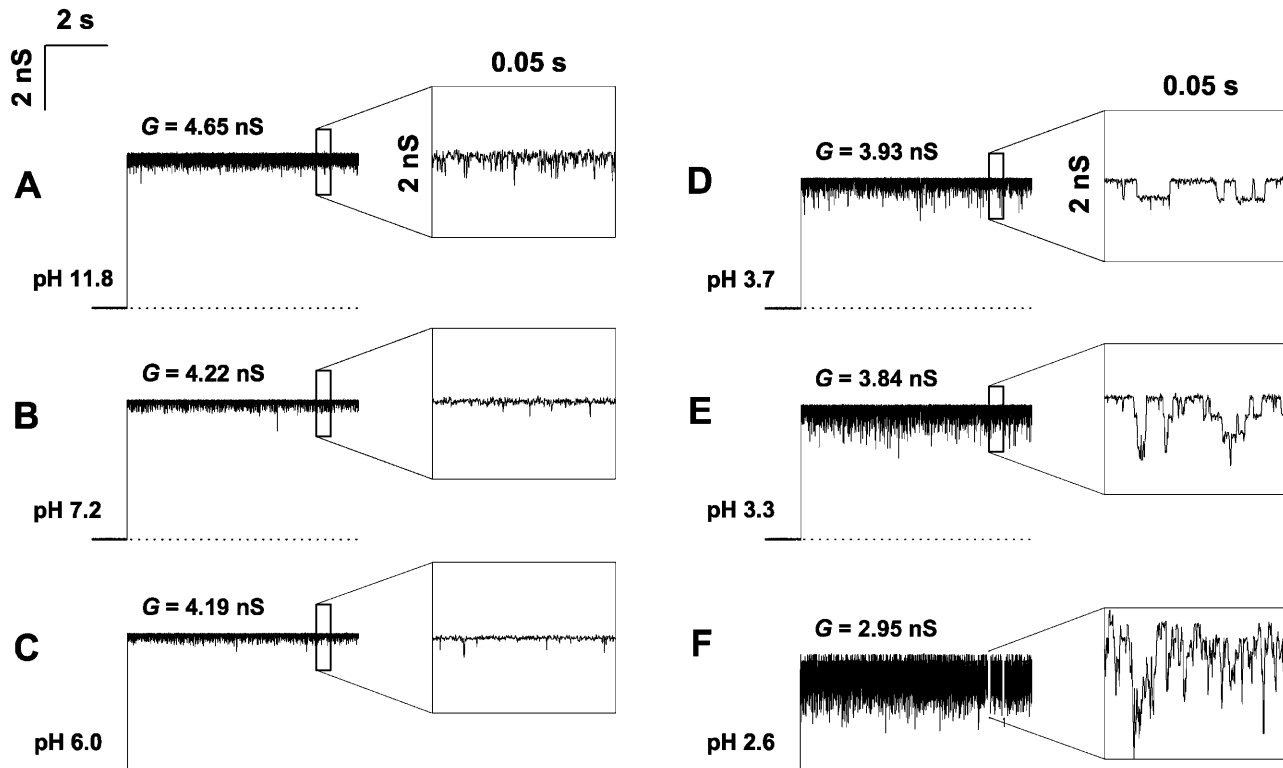 2 s
2 nS
A
G = 4.65 nS
pH 11.8
0.05 s
2 nS
B
G = 4.22 nS
pH 7.2
C
G = 4.19 nS
pH 6.0
D
G = 3.93 nS
pH 3.7
0.05 s
2 nS
E
G = 3.84 nS
pH 3.3
F
G = 2.95 nS
pH 2.6